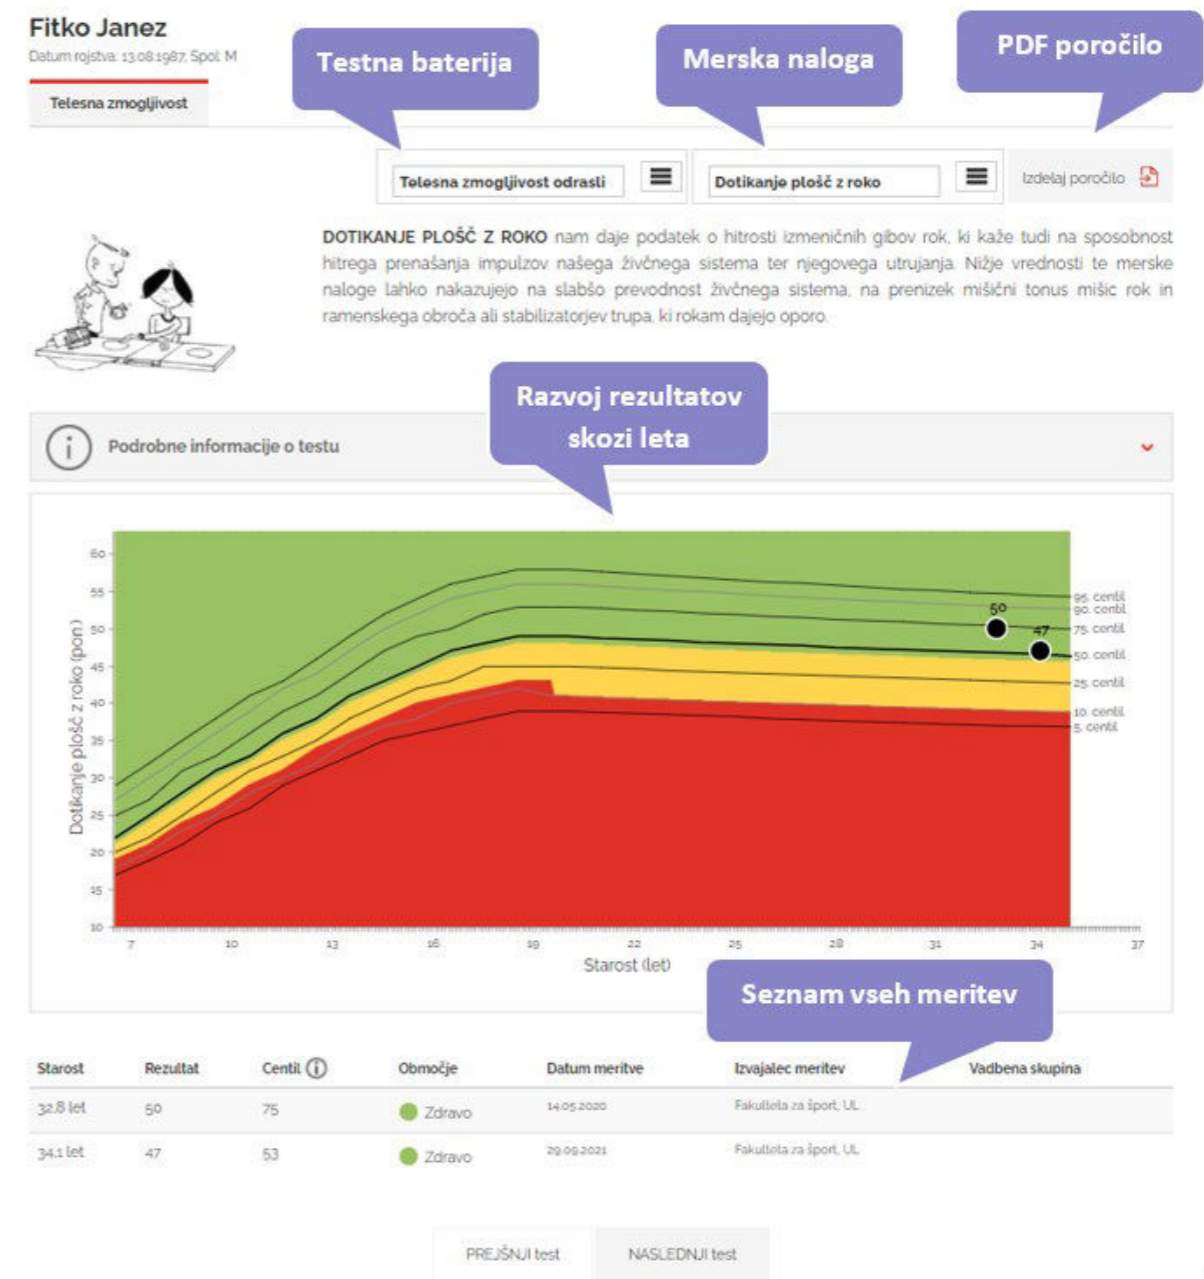 Fitko Janez
Datum rojstva: 13.08.1987, Spol: M
Testna baterija
Merska naloga
PDF poročilo
Telesna zmogljivost
Telesna zmogljivost odrasli
Dotikanje plošč z roko
Izdelaj poročilo
DOTIKANJE PLOŠČ Z ROKO nam daje podatek o hitrosti izmeničnih gibov rok, ki kaže tudi na sposobnost
hitrega prenašanja impulzov našega živčnega sistema ter njegovega utrujanja. Nižje vrednosti te merske
naloge lahko nakazujejo na slabšo prevodnost živčnega sistema, na prenizek mišični tonus mišic rok in
ramenskega obroča ali stabilizatorjev trupa, ki rokam dajejo oporo.
Razvoj rezultatov
skozi leta
Podrobne informacije o testu
Dotikanje plošč z roko (pon)
60
55
50
45
40
35
30
25
20
15
10
50
47
95. centil
90. centil
75. centil
50. centil
25. centil
10. centil
5. centil
7 10 13 16 19 22 25 28 31 34 37
Starost (let)
Seznam vseh meritev
Starost Rezultat Centil Območje Datum meritve Izvajalec meritev Vadbena skupina
32.8 let 50 75 Zdravo 14.05.2020 Fakulteta za šport, UL
34.1 let 47 53 Zdravo 29.09.2021 Fakulteta za šport, UL
PREJŠNJI test NASLEDNJI test